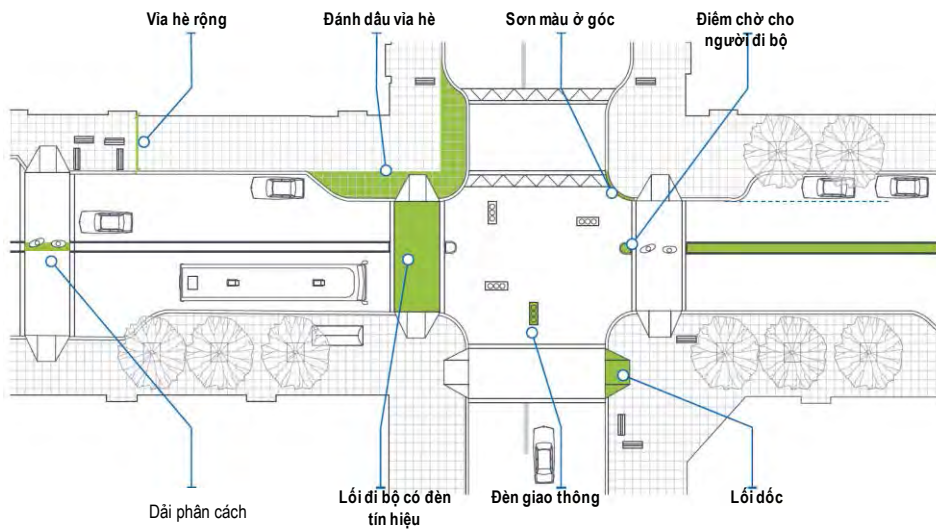 Vỉa hè rộng
Đánh dấu vỉa hè
Sơn màu ở góc
Điểm chờ cho
người đi bộ
Dải phân cách
Lối đi bộ có đèn
tín hiệu
Đèn giao thông
Lối dốc